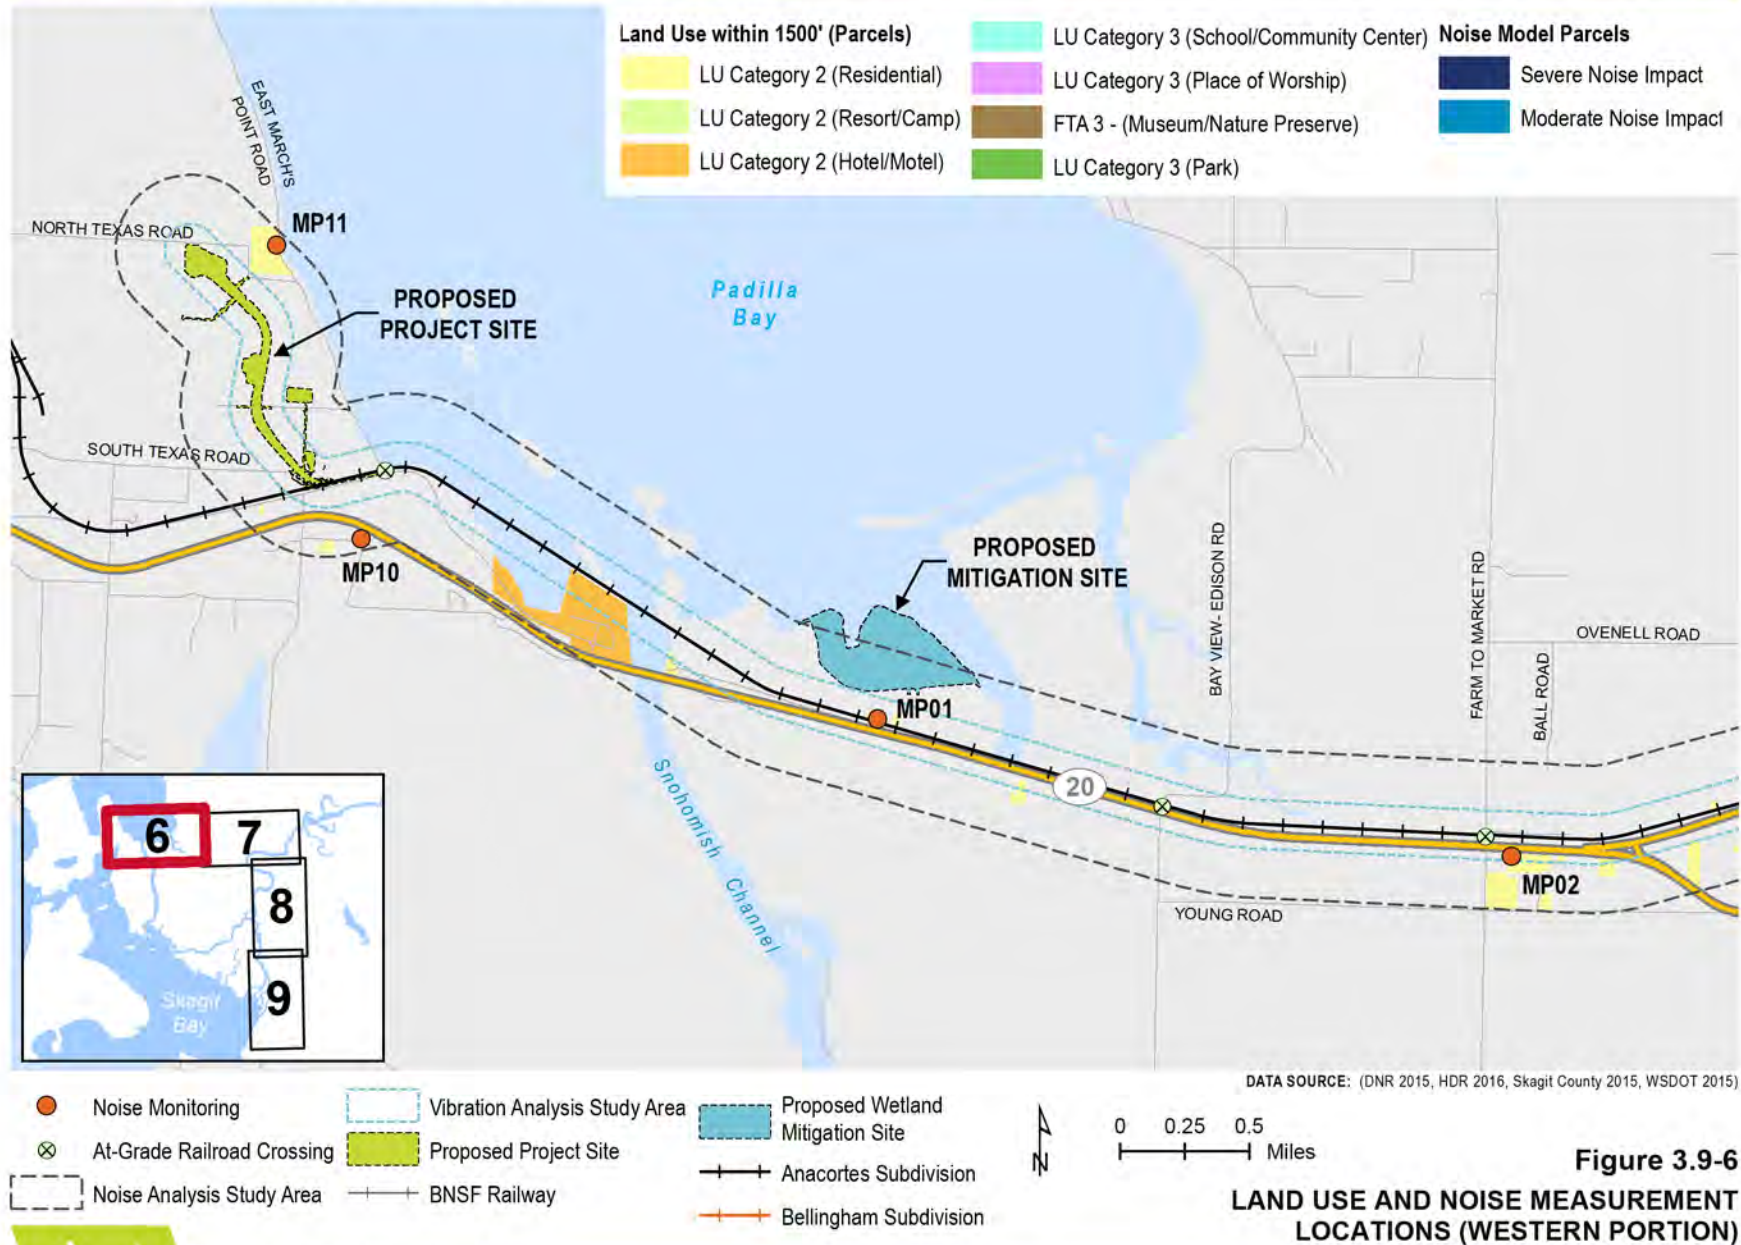 Land Use within 1500' (Parcels)
LU Category 2 (Residential)
LU Category 2 (Resort/Camp)
LU Category 2 (Hotel/Motel)
LU Category 3 (School/Community Center)
LU Category 3 (Place of Worship)
FTA 3 - (Museum/Nature Preserve)
LU Category 3 (Park)
Noise Model Parcels
Severe Noise Impact
Moderate Noise Impact
EAST MARCH'S
POINT ROAD
NORTH TEXAS ROAD
MP11
PROPOSED
PROJECT SITE
Padilla
Bay
SOUTH TEXAS ROAD
MP10
PROPOSED
MITIGATION SITE
MP01
BAY VIEW- EDISON RD
FARM TO MARKET RD
OVENELL ROAD
BALL ROAD
20
Snohomish Channel
MP02
YOUNG ROAD
6
7
8
9
Skagit
Bay
DATA SOURCE: (DNR 2015, HDR 2016, Skagit County 2015, WSDOT 2015)
Noise Monitoring
At-Grade Railroad Crossing
Noise Analysis Study Area
Vibration Analysis Study Area
Proposed Project Site
BNSF Railway
Proposed Wetland
Mitigation Site
Anacortes Subdivision
Bellingham Subdivision
N
0 0.25 0.5
Miles
Figure 3.9-6
LAND USE AND NOISE MEASUREMENT
LOCATIONS (WESTERN PORTION)